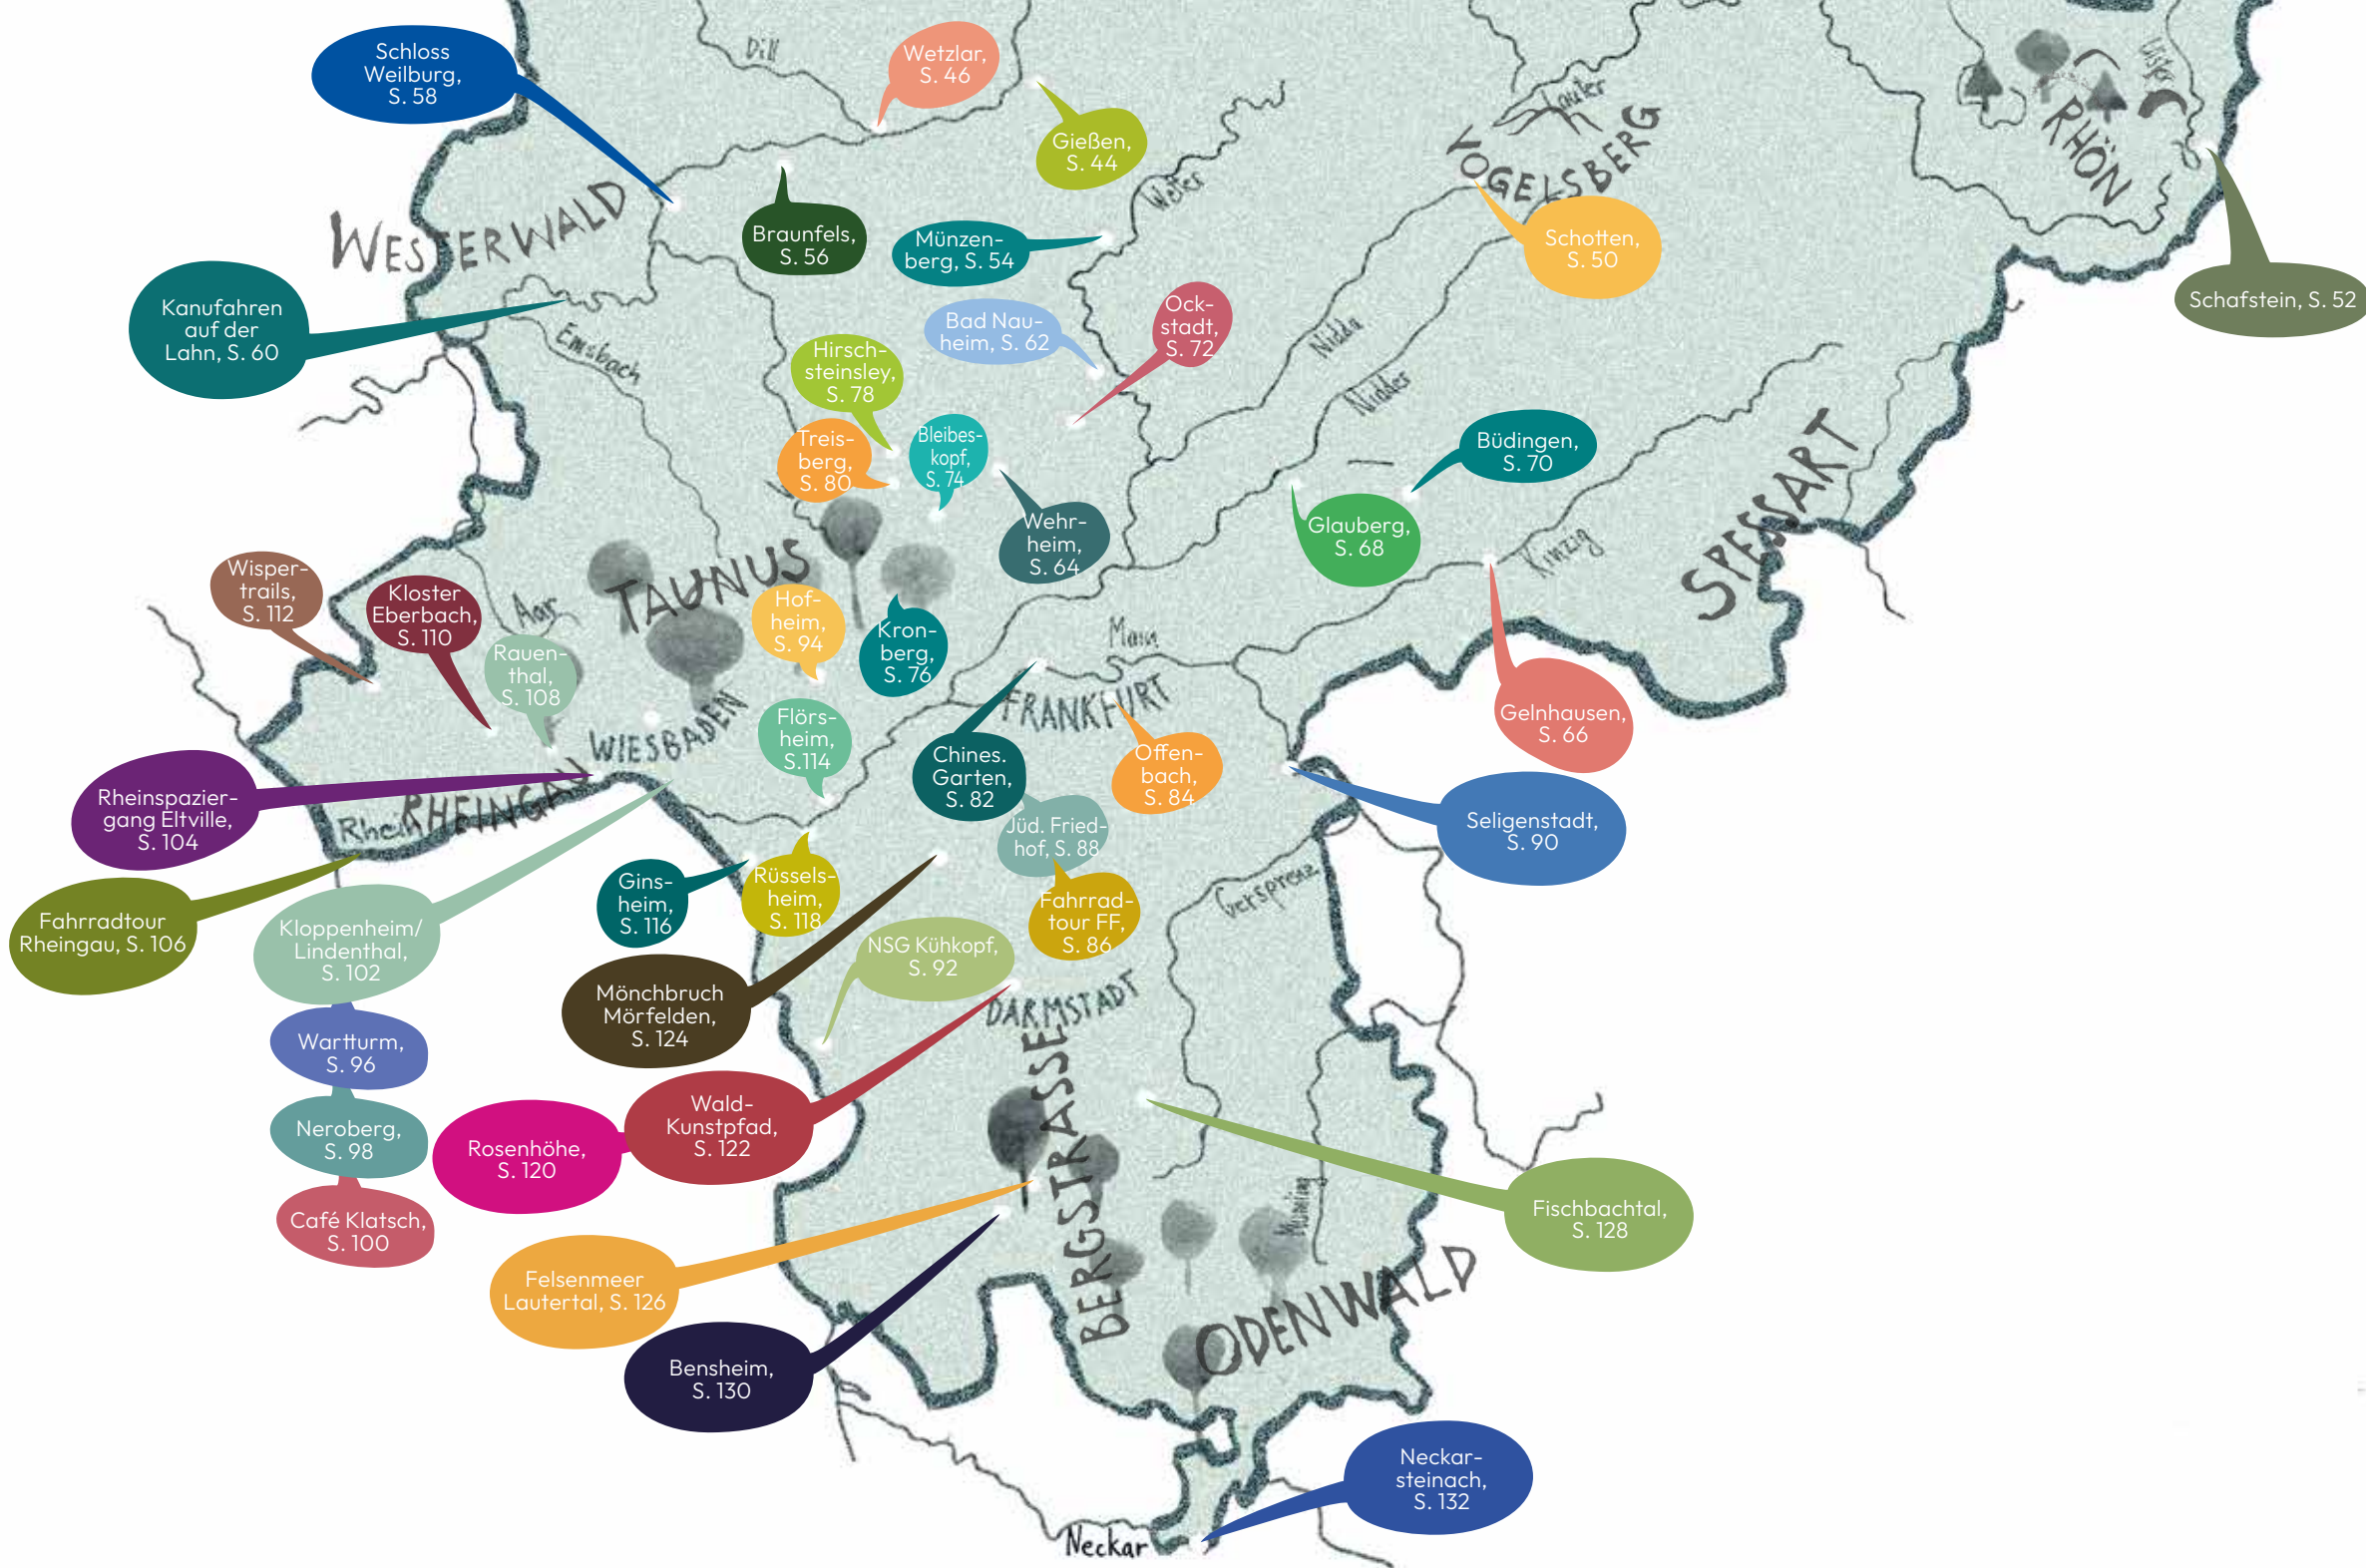 Schloss
Weilburg,
S. 58
Dill
Wetzlar,
S. 46
Gießen,
S. 44
Lauter
VOGELSBERG
RHÖN
Wetter
WESTERWALD
Braunfels,
S. 56
Münzen-
berg, S. 54
Schotten,
S. 50
Schafstein, S. 52
Kanufahren
auf der
Lahn, S. 60
Emsbach
Bad Nau-
heim, S. 62
Ock-
stadt,
S. 72
Nidda
Nidder
Hirsch-
steinsley,
S. 78
Treis-
berg,
S. 80
Bleibes-
kopf,
S. 74
Wehr-
heim,
S. 64
Büdingen,
S. 70
Glauberg,
S. 68
Kinzig
SPESSART
TAUNUS
Wisper-
trails,
S. 112
Kloster
Eberbach,
S. 110
Aar
Rauen-
thal,
S. 108
Hof-
heim,
S. 94
Kron-
berg,
S. 76
Main
FRANKFURT
WIESBADEN
Gelnhausen,
S. 66
Flörs-
heim,
S.114
Chines.
Garten,
S. 82
Offen-
bach,
S. 84
Rheinspazier-
gang Eltville,
S. 104
RHEINGAU
Rhein
Jüd. Fried-
hof, S. 88
Seligenstadt,
S. 90
Gersprenz
Fahrradtour
Rheingau, S. 106
Kloppenheim/
Lindenthal,
S. 102
Gins-
heim,
S. 116
Rüssels-
heim,
S. 118
Fahrrad-
tour FF,
S. 86
NSG Kühkopf,
S. 92
Mönchbruch
Mörfelden,
S. 124
DARMSTADT
Wartturm,
S. 96
Neroberg,
S. 98
Café Klatsch,
S. 100
Rosenhöhe,
S. 120
Wald-
Kunstpfad,
S. 122
BERGSTRASSE
Mümling
Fischbachtal,
S. 128
Felsenmeer
Lautertal, S. 126
ODENWALD
Bensheim,
S. 130
Neckar-
steinach,
S. 132
Neckar